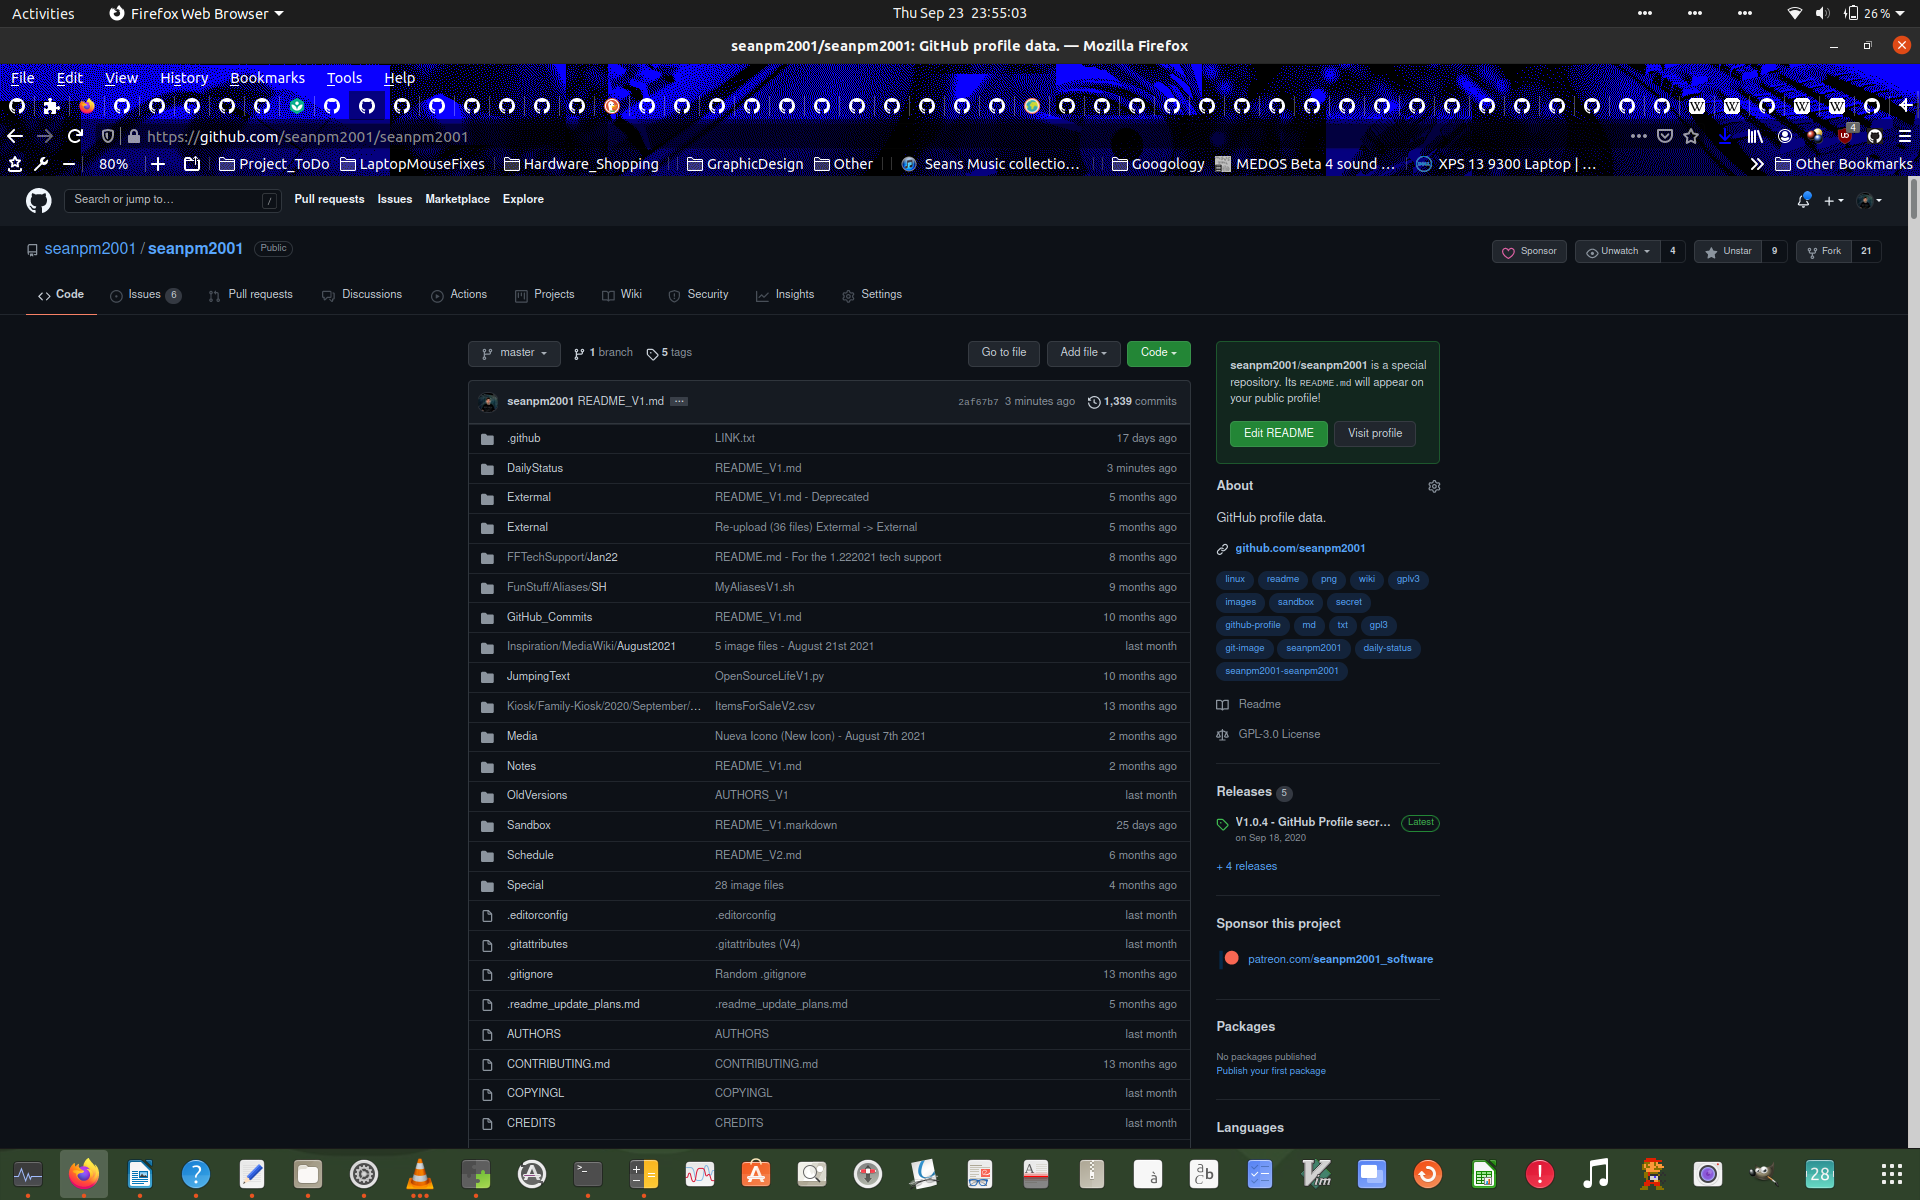 Activities Firefox Web Browser Thu Sep 23 23:55:03 26 %
seanpm2001/seanpm2001: GitHub profile data. — Mozilla Firefox
File Edit View History Bookmarks Tools Help
https://github.com/seanpm2001/seanpm2001 4
80% Project_ToDo LaptopMouseFixes Hardware_Shopping GraphicDesign Other Seans Music collectio… Googology MEDOS Beta 4 sound … XPS 13 9300 Laptop | … Other Bookmarks
Search or jump to… / Pull requests Issues Marketplace Explore
seanpm2001 / seanpm2001 Public Sponsor Unwatch 4 Unstar 9 Fork 21
Code Issues 6 Pull requests Discussions Actions Projects Wiki Security Insights Settings
master 1 branch 5 tags Go to file Add file Code
seanpm2001 README_V1.md ... 2af67b7 3 minutes ago 1,339 commits
.github LINK.txt 17 days ago
DailyStatus README_V1.md 3 minutes ago
Extermal README_V1.md - Deprecated 5 months ago
External Re-upload (36 files) Extermal -> External 5 months ago
FFTechSupport/Jan22 README.md - For the 1.222021 tech support 8 months ago
FunStuff/Aliases/SH MyAliasesV1.sh 9 months ago
GitHub_Commits README_V1.md 10 months ago
Inspiration/MediaWiki/August2021 5 image files - August 21st 2021 last month
JumpingText OpenSourceLifeV1.py 10 months ago
Kiosk/Family-Kiosk/2020/September/… ItemsForSaleV2.csv 13 months ago
Media Nueva Icono (New Icon) - August 7th 2021 2 months ago
Notes README_V1.md 2 months ago
OldVersions AUTHORS_V1 last month
Sandbox README_V1.markdown 25 days ago
Schedule README_V2.md 6 months ago
Special 28 image files 4 months ago
.editorconfig .editorconfig last month
.gitattributes .gitattributes (V4) last month
.gitignore Random .gitignore 13 months ago
.readme_update_plans.md .readme_update_plans.md 5 months ago
AUTHORS AUTHORS last month
CONTRIBUTING.md CONTRIBUTING.md 13 months ago
COPYINGL COPYINGL last month
CREDITS CREDITS last month
seanpm2001/seanpm2001 is a special
repository. Its README.md will appear on
your public profile!
Edit README Visit profile
About
GitHub profile data.
github.com/seanpm2001
linux readme png wiki gplv3
images sandbox secret
github-profile md txt gpl3
git-image seanpm2001 daily-status
seanpm2001-seanpm2001
Readme
GPL-3.0 License
Releases 5
V1.0.4 - GitHub Profile secr… Latest
on Sep 18, 2020
+ 4 releases
Sponsor this project
patreon.com/seanpm2001_software
Packages
No packages published
Publish your first package
Languages
28